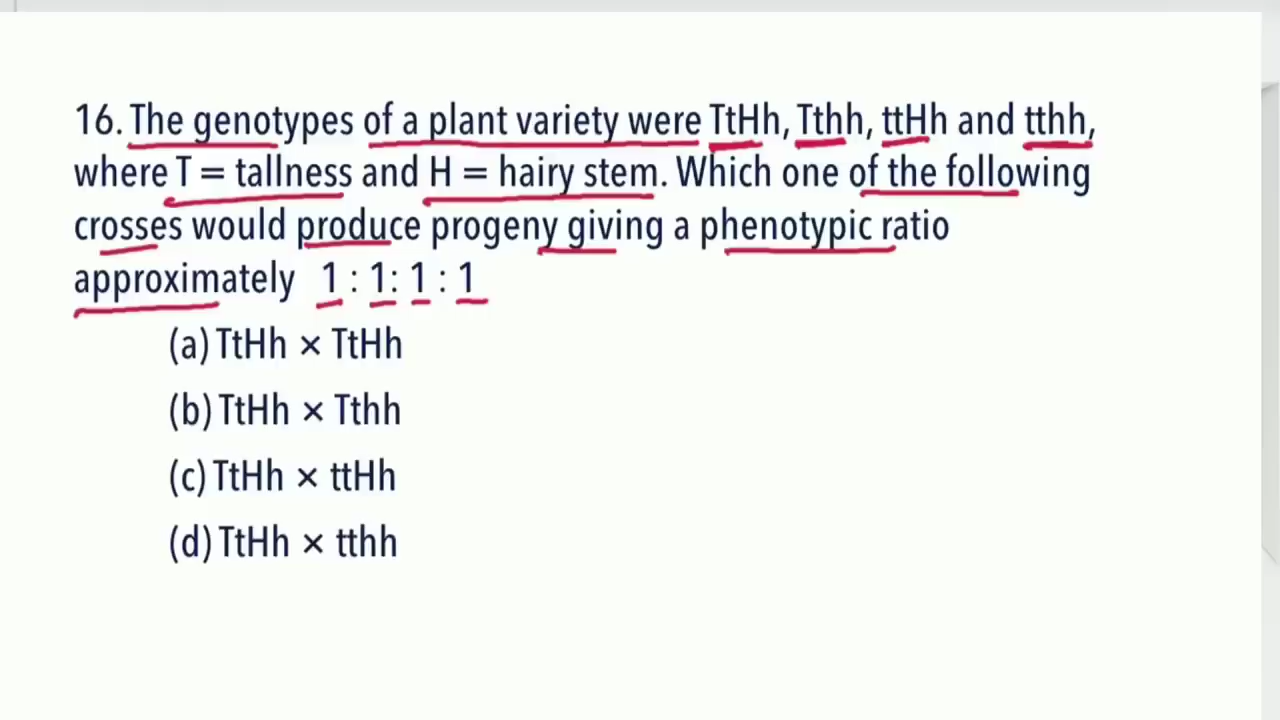 16. The genotypes of a plant variety were TtHh, Tthh, ttHh and tthh,
where T = tallness and H = hairy stem. Which one of the following
crosses would produce progeny giving a phenotypic ratio
approximately 1 : 1: 1 : 1
(a) TtHh × TtHh
(b) TtHh × Tthh
(c) TtHh × ttHh
(d) TtHh × tthh